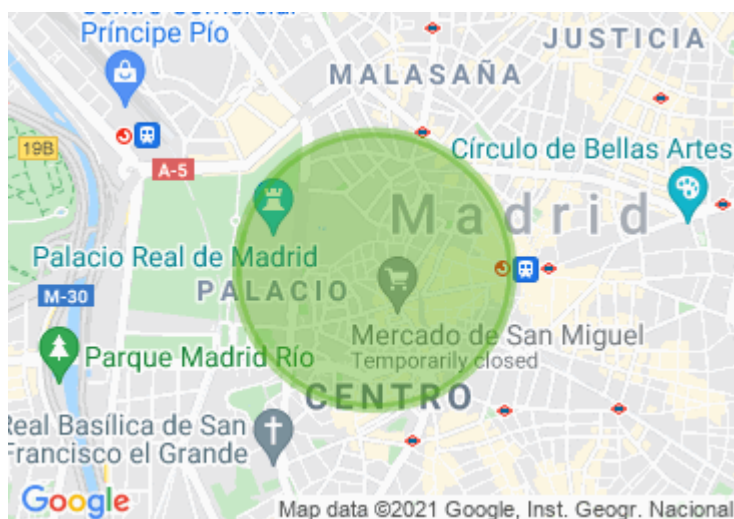 Centro Comercial
Príncipe Pío
JUSTICIA
MALASAÑA
19B
A-5
Círculo de Bellas Artes
Madrid
Palacio Real de Madrid
PALACIO
M-30
Mercado de San Miguel
Temporarily closed
Parque Madrid Río
CENTRO
Real Basílica de San
Francisco el Grande
Google
Map data ©2021 Google, Inst. Geogr. Nacional